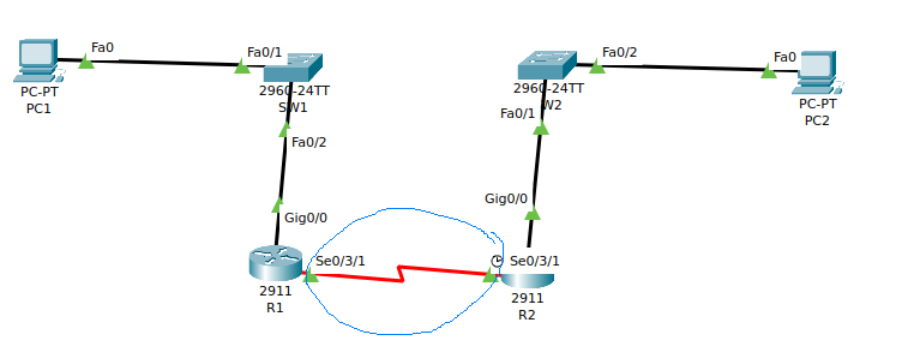 Fa0
Fa0/1
Fa0/2
Fa0
PC-PT
PC1
2960-24TT
SW1
2960-24TT
Fa0/1
PC-PT
PC2
Fa0/2
Gig0/0
Gig0/0
Se0/3/1
Se0/3/1
2911
R1
2911
R2